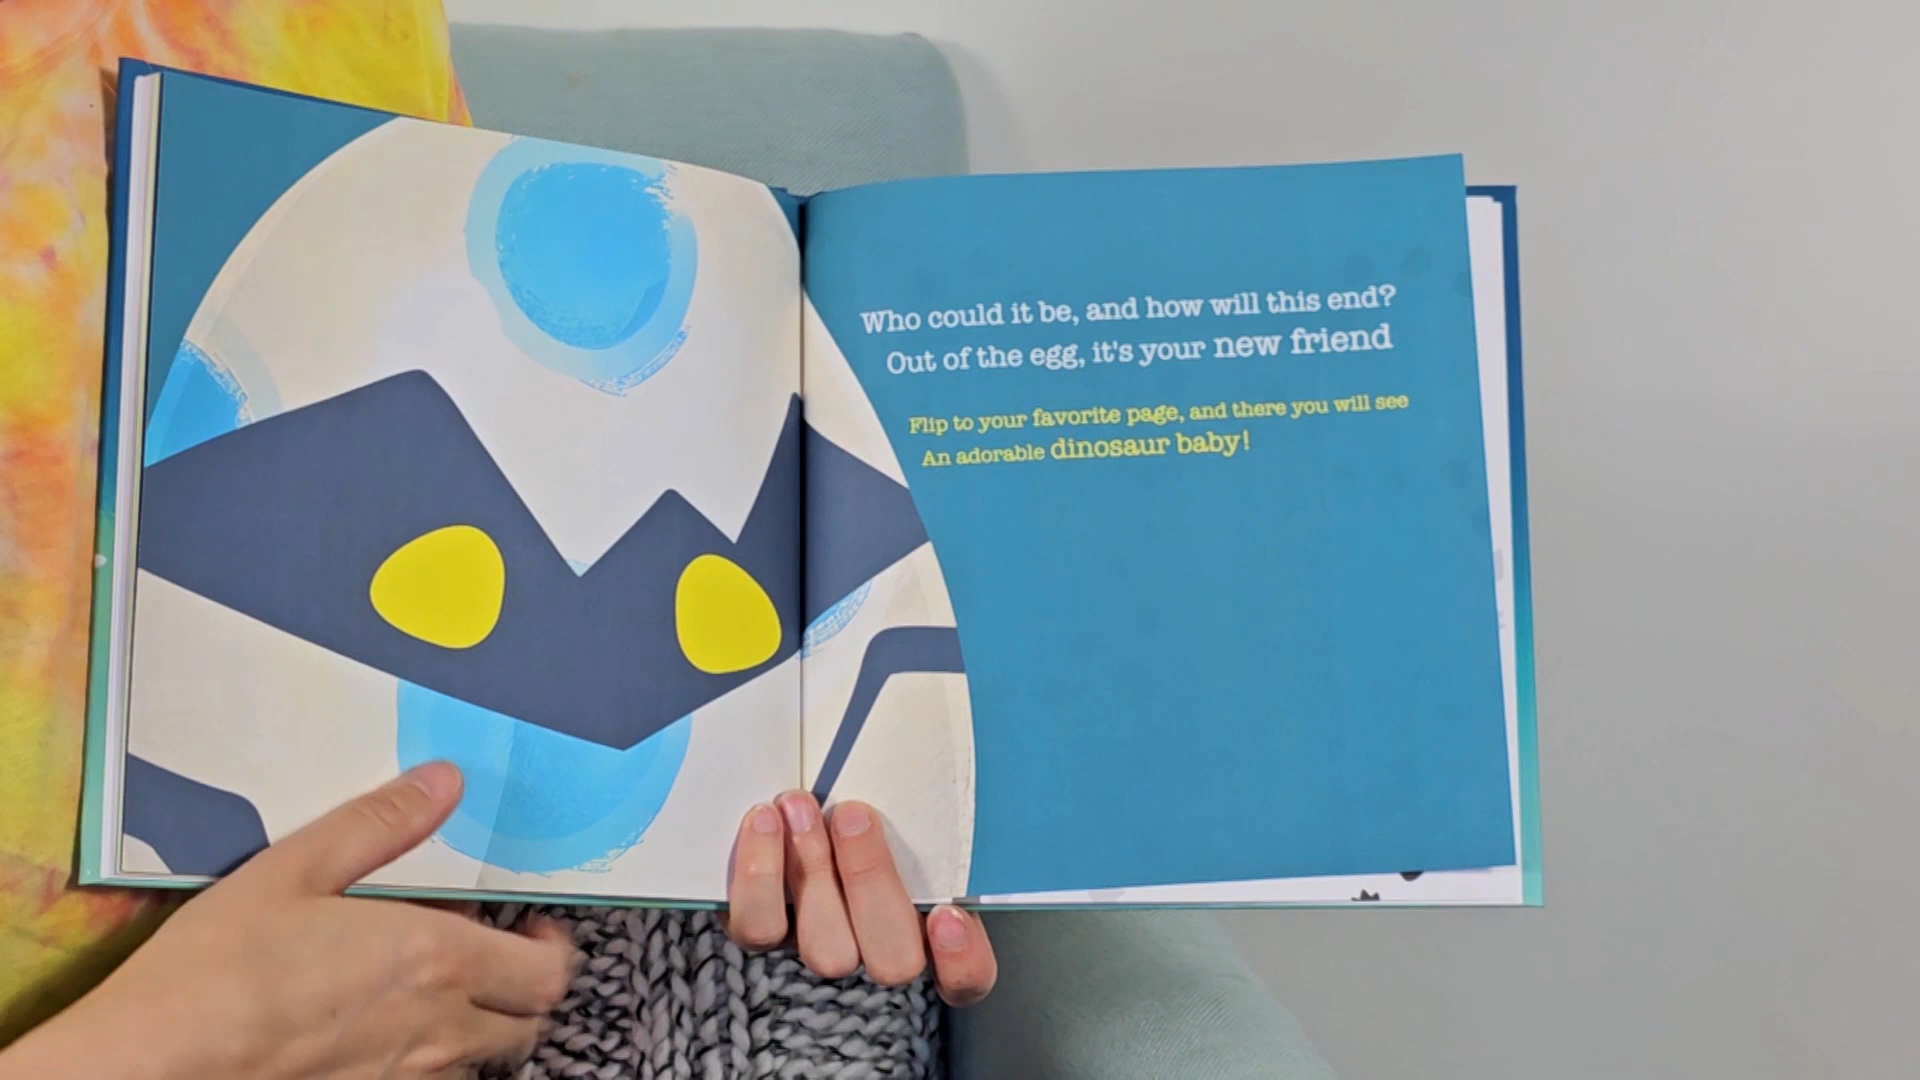 Who could it be, and how will this end?
Out of the egg, it's your new friend
Flip to your favorite page, and there you will see
An adorable dinosaur baby!